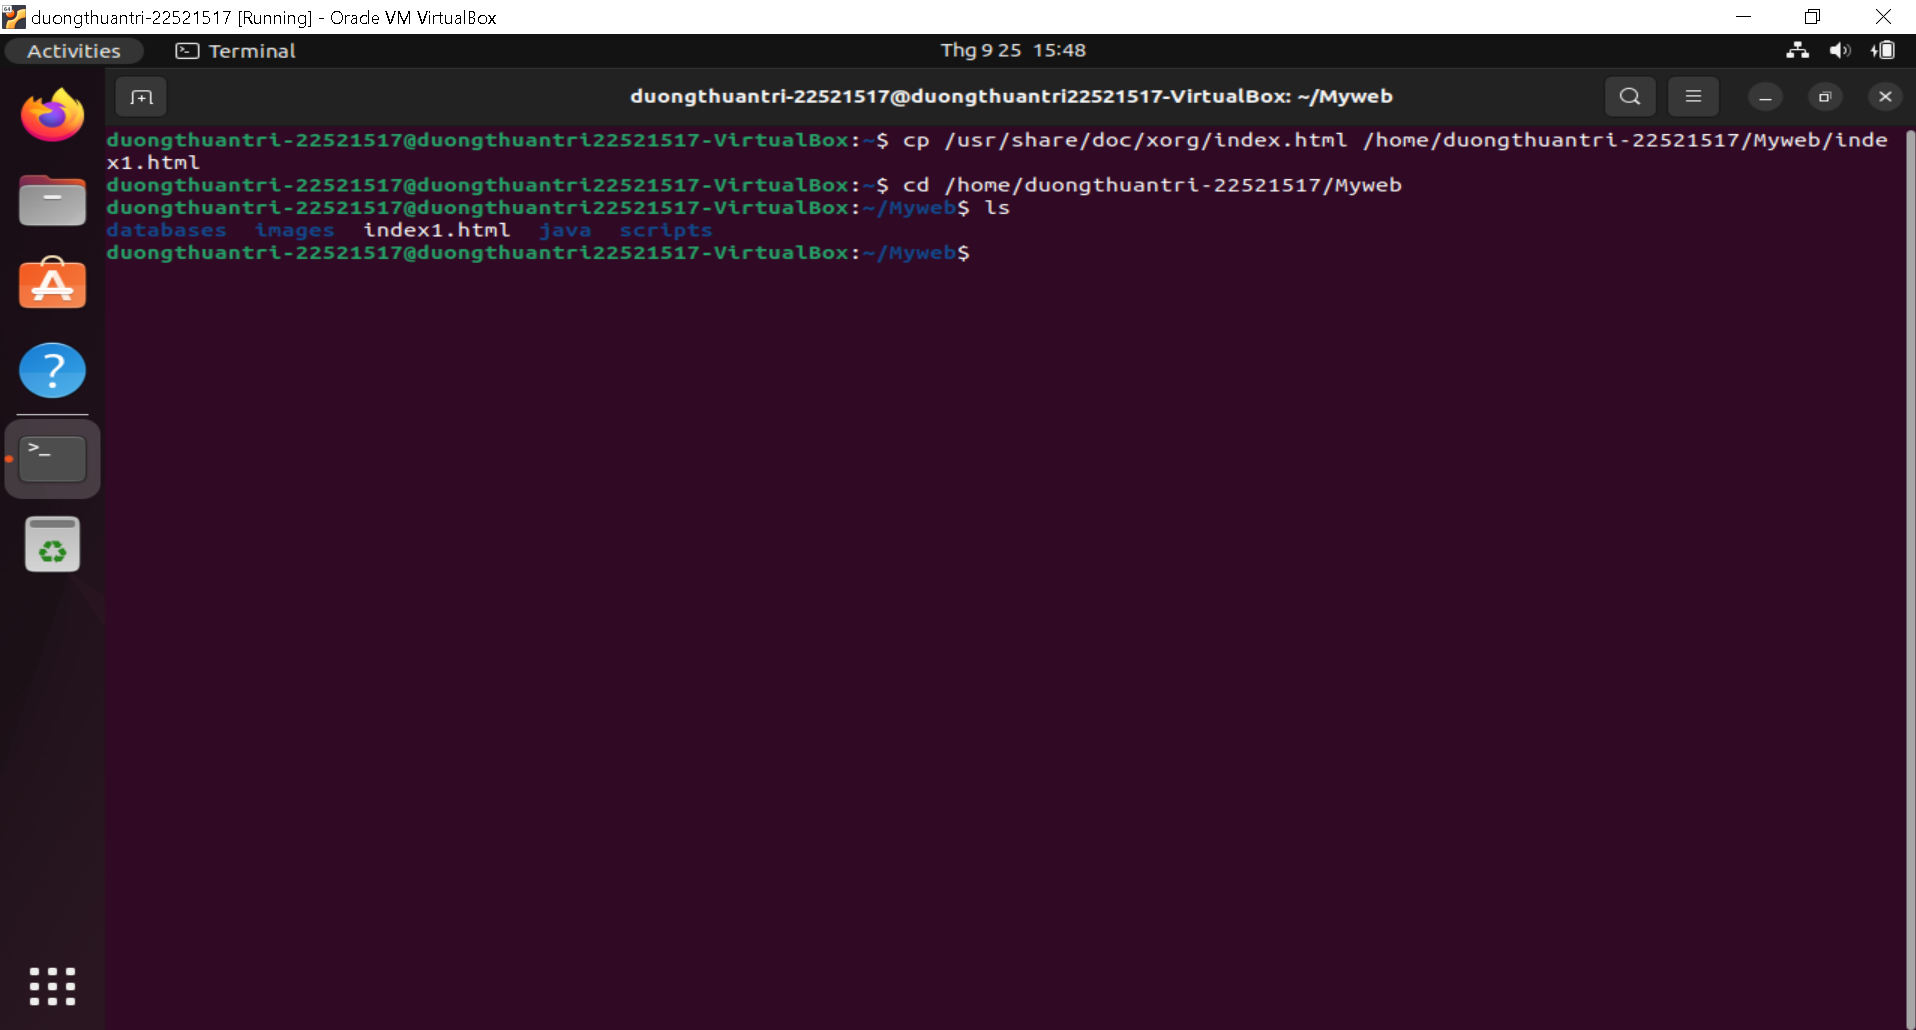 duongthuantri-22521517 [Running] - Oracle VM VirtualBox
Activities Terminal Thg 9 25 15:48
duongthuantri-22521517@duongthuantri22521517-VirtualBox: ~/Myweb
duongthuantri-22521517@duongthuantri22521517-VirtualBox:~$ cp /usr/share/doc/xorg/index.html /home/duongthuantri-22521517/Myweb/inde
x1.html
duongthuantri-22521517@duongthuantri22521517-VirtualBox:~$ cd /home/duongthuantri-22521517/Myweb
duongthuantri-22521517@duongthuantri22521517-VirtualBox:~/Myweb$ ls
databases images index1.html java scripts
duongthuantri-22521517@duongthuantri22521517-VirtualBox:~/Myweb$